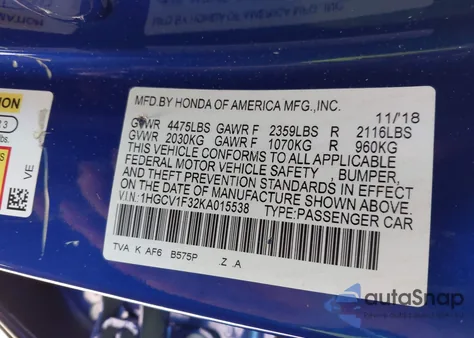 MFD.BY HONDA OF AMERICA MFG.,INC.
11/18
GVWR 4475LBS GAWR F 2359LBS R 2116LBS
GVWR 2030KG GAWR F 1070KG R 960KG
THIS VEHICLE CONFORMS TO ALL APPLICABLE
FEDERAL MOTOR VEHICLE SAFETY , BUMPER,
AND THEFT PREVENTION STANDARDS IN EFFECT
ON THE DATE OF MANUFACTURE SHOWN ABOVE.
V.I.N.:1HGCV1F32KA015538 TYPE:PASSENGER CAR
TVA K AF6 B575P .Z .A
VE
autoSnap